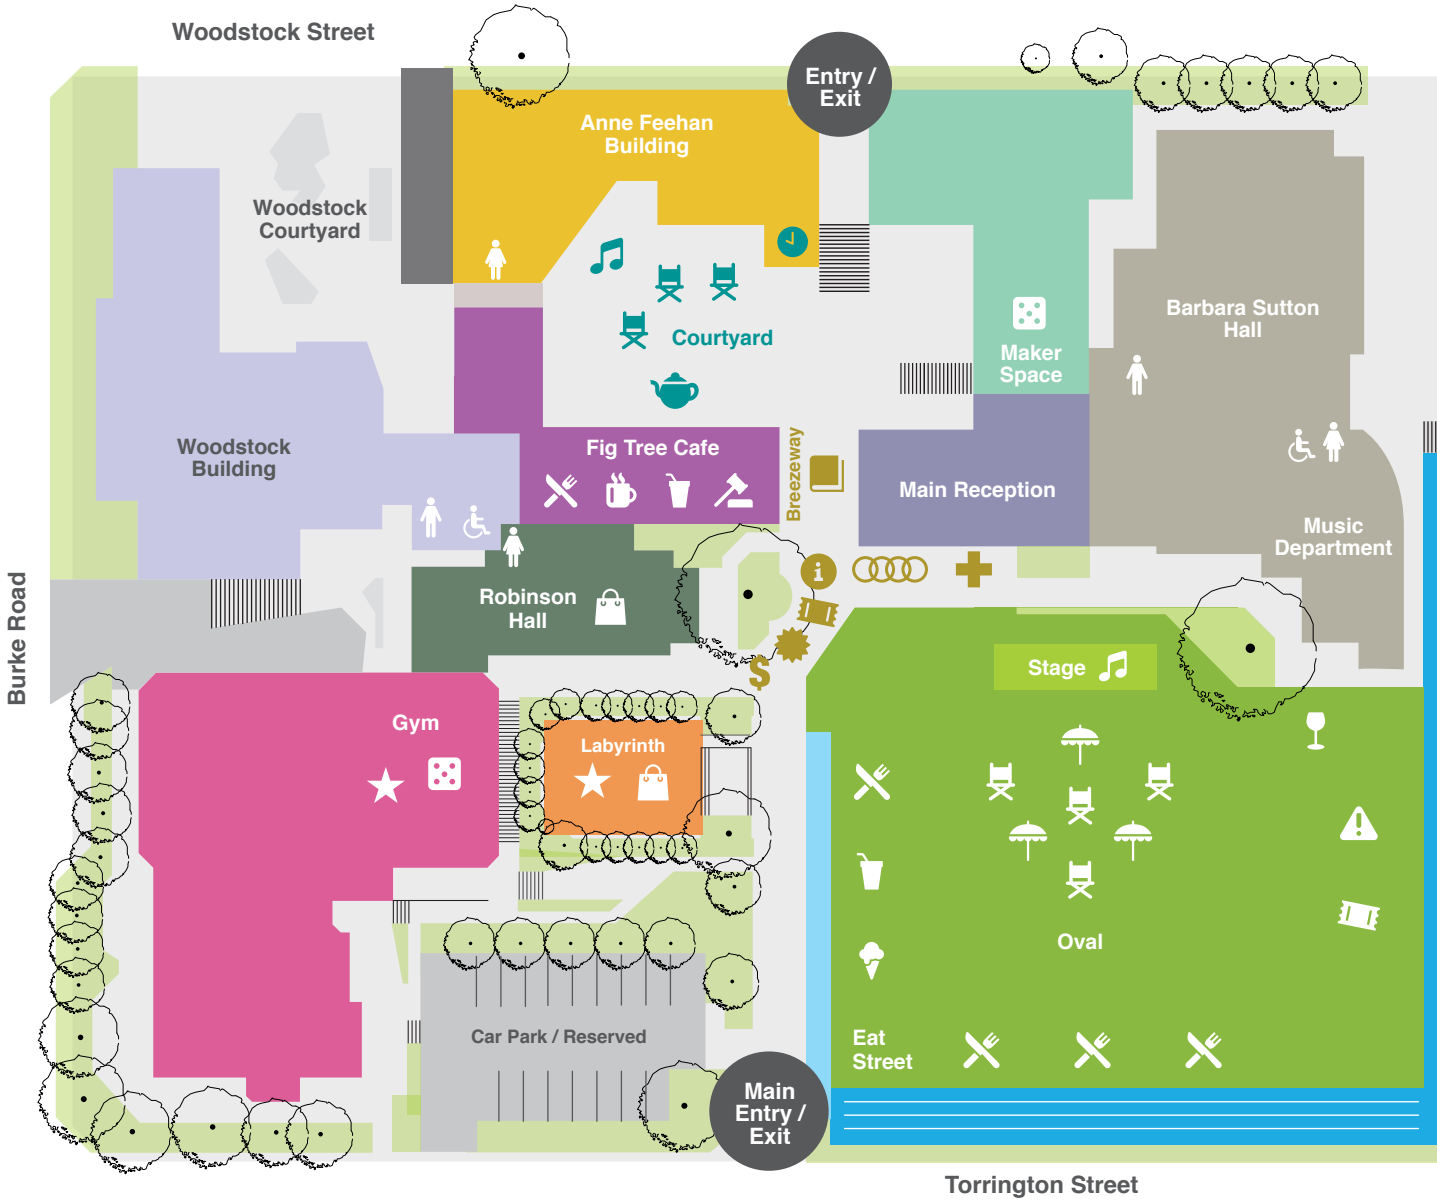 Woodstock Street
Entry /
Exit
Anne Feehan
Building
Woodstock
Courtyard
Barbara Sutton
Hall
Courtyard
Maker
Space
Woodstock
Building
Fig Tree Cafe
Breezeway
Main Reception
Music
Department
i
Robinson
Hall
Burke Road
$
Stage
Gym
Labyrinth
Oval
Car Park / Reserved
Eat
Street
Main
Entry /
Exit
Torrington Street